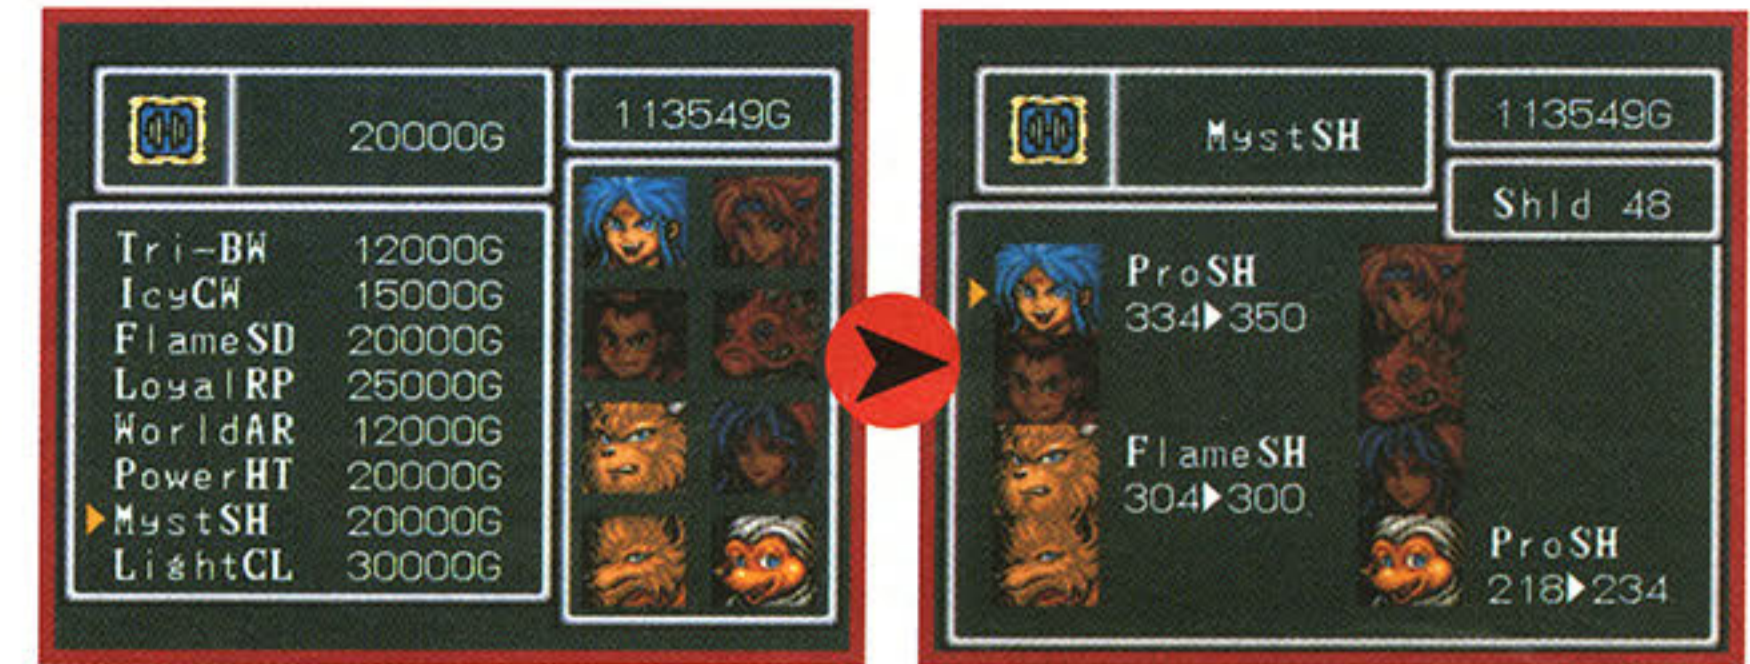 20000G
113549G
Tri-BW 12000G
IcyCW 15000G
FlameSD 20000G
LoyalRP 25000G
WorldAR 12000G
PowerHT 20000G
MystSH 20000G
LightCL 30000G
MystSH
113549G
Shld 48
ProSH
334▶350
FlameSH
304▶300
ProSH
218▶234